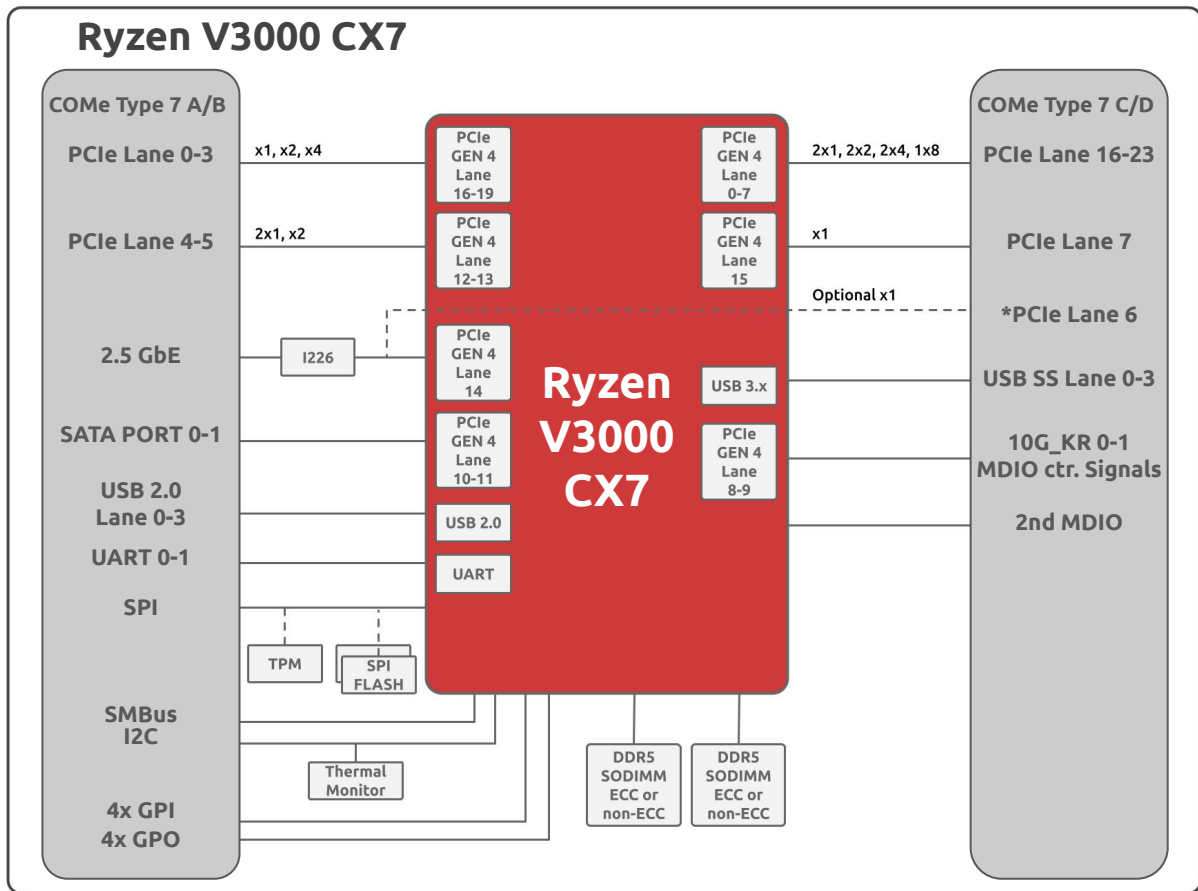 Ryzen V3000 CX7
COMe Type 7 A/B
PCIe Lane 0-3
x1, x2, x4
PCIe Lane 4-5
2x1, x2
2.5 GbE
I226
SATA PORT 0-1
USB 2.0
Lane 0-3
UART 0-1
SPI
TPM
SPI
FLASH
SMBus
I2C
Thermal
Monitor
4x GPI
4x GPO
PCIe
GEN 4
Lane
16-19
PCIe
GEN 4
Lane
12-13
PCIe
GEN 4
Lane
14
PCIe
GEN 4
Lane
10-11
USB 2.0
UART
Ryzen
V3000
CX7
PCIe
GEN 4
Lane
0-7
PCIe
GEN 4
Lane
15
USB 3.x
PCIe
GEN 4
Lane
8-9
DDR5
SODIMM
ECC or
non-ECC
DDR5
SODIMM
ECC or
non-ECC
COMe Type 7 C/D
2x1, 2x2, 2x4, 1x8
PCIe Lane 16-23
x1
PCIe Lane 7
Optional x1
*PCIe Lane 6
USB SS Lane 0-3
10G_KR 0-1
MDIO ctr. Signals
2nd MDIO